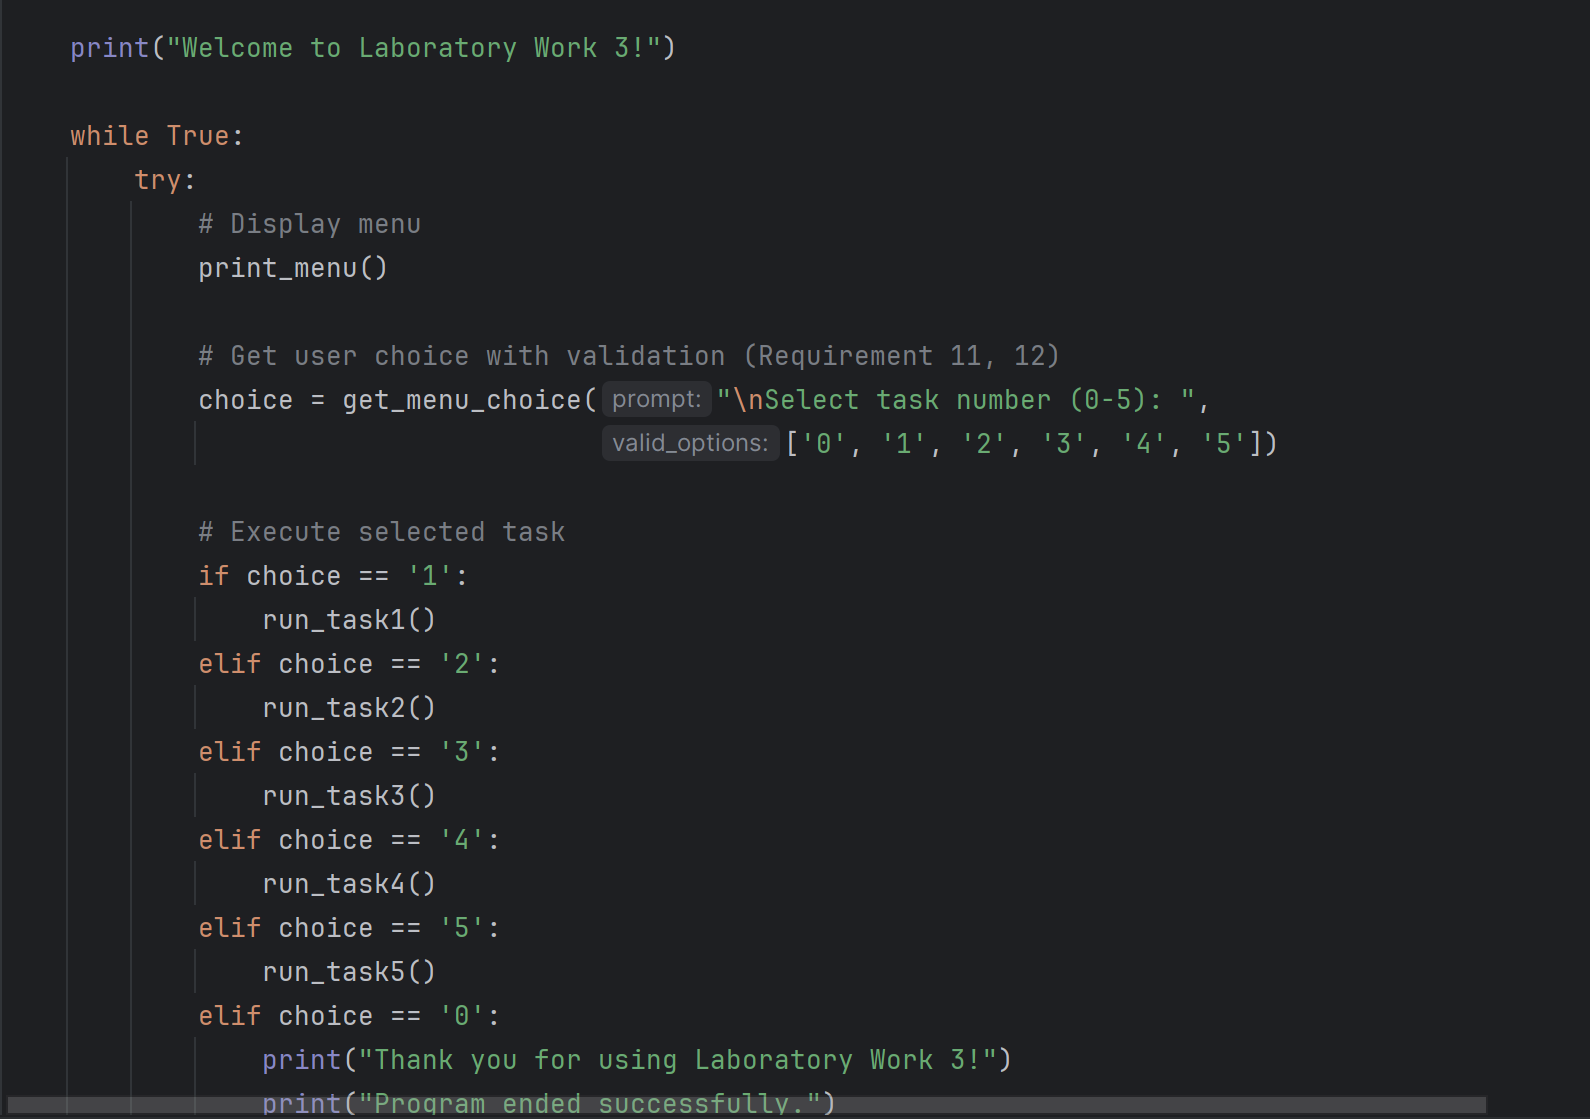 print("Welcome to Laboratory Work 3!")
while True:
try:
# Display menu
print_menu()
# Get user choice with validation (Requirement 11, 12)
choice = get_menu_choice( prompt: "\nSelect task number (0-5): ",
valid_options: ['0', '1', '2', '3', '4', '5'])
# Execute selected task
if choice == '1':
run_task1()
elif choice == '2':
run_task2()
elif choice == '3':
run_task3()
elif choice == '4':
run_task4()
elif choice == '5':
run_task5()
elif choice == '0':
print("Thank you for using Laboratory Work 3!")
print("Program ended successfully.")